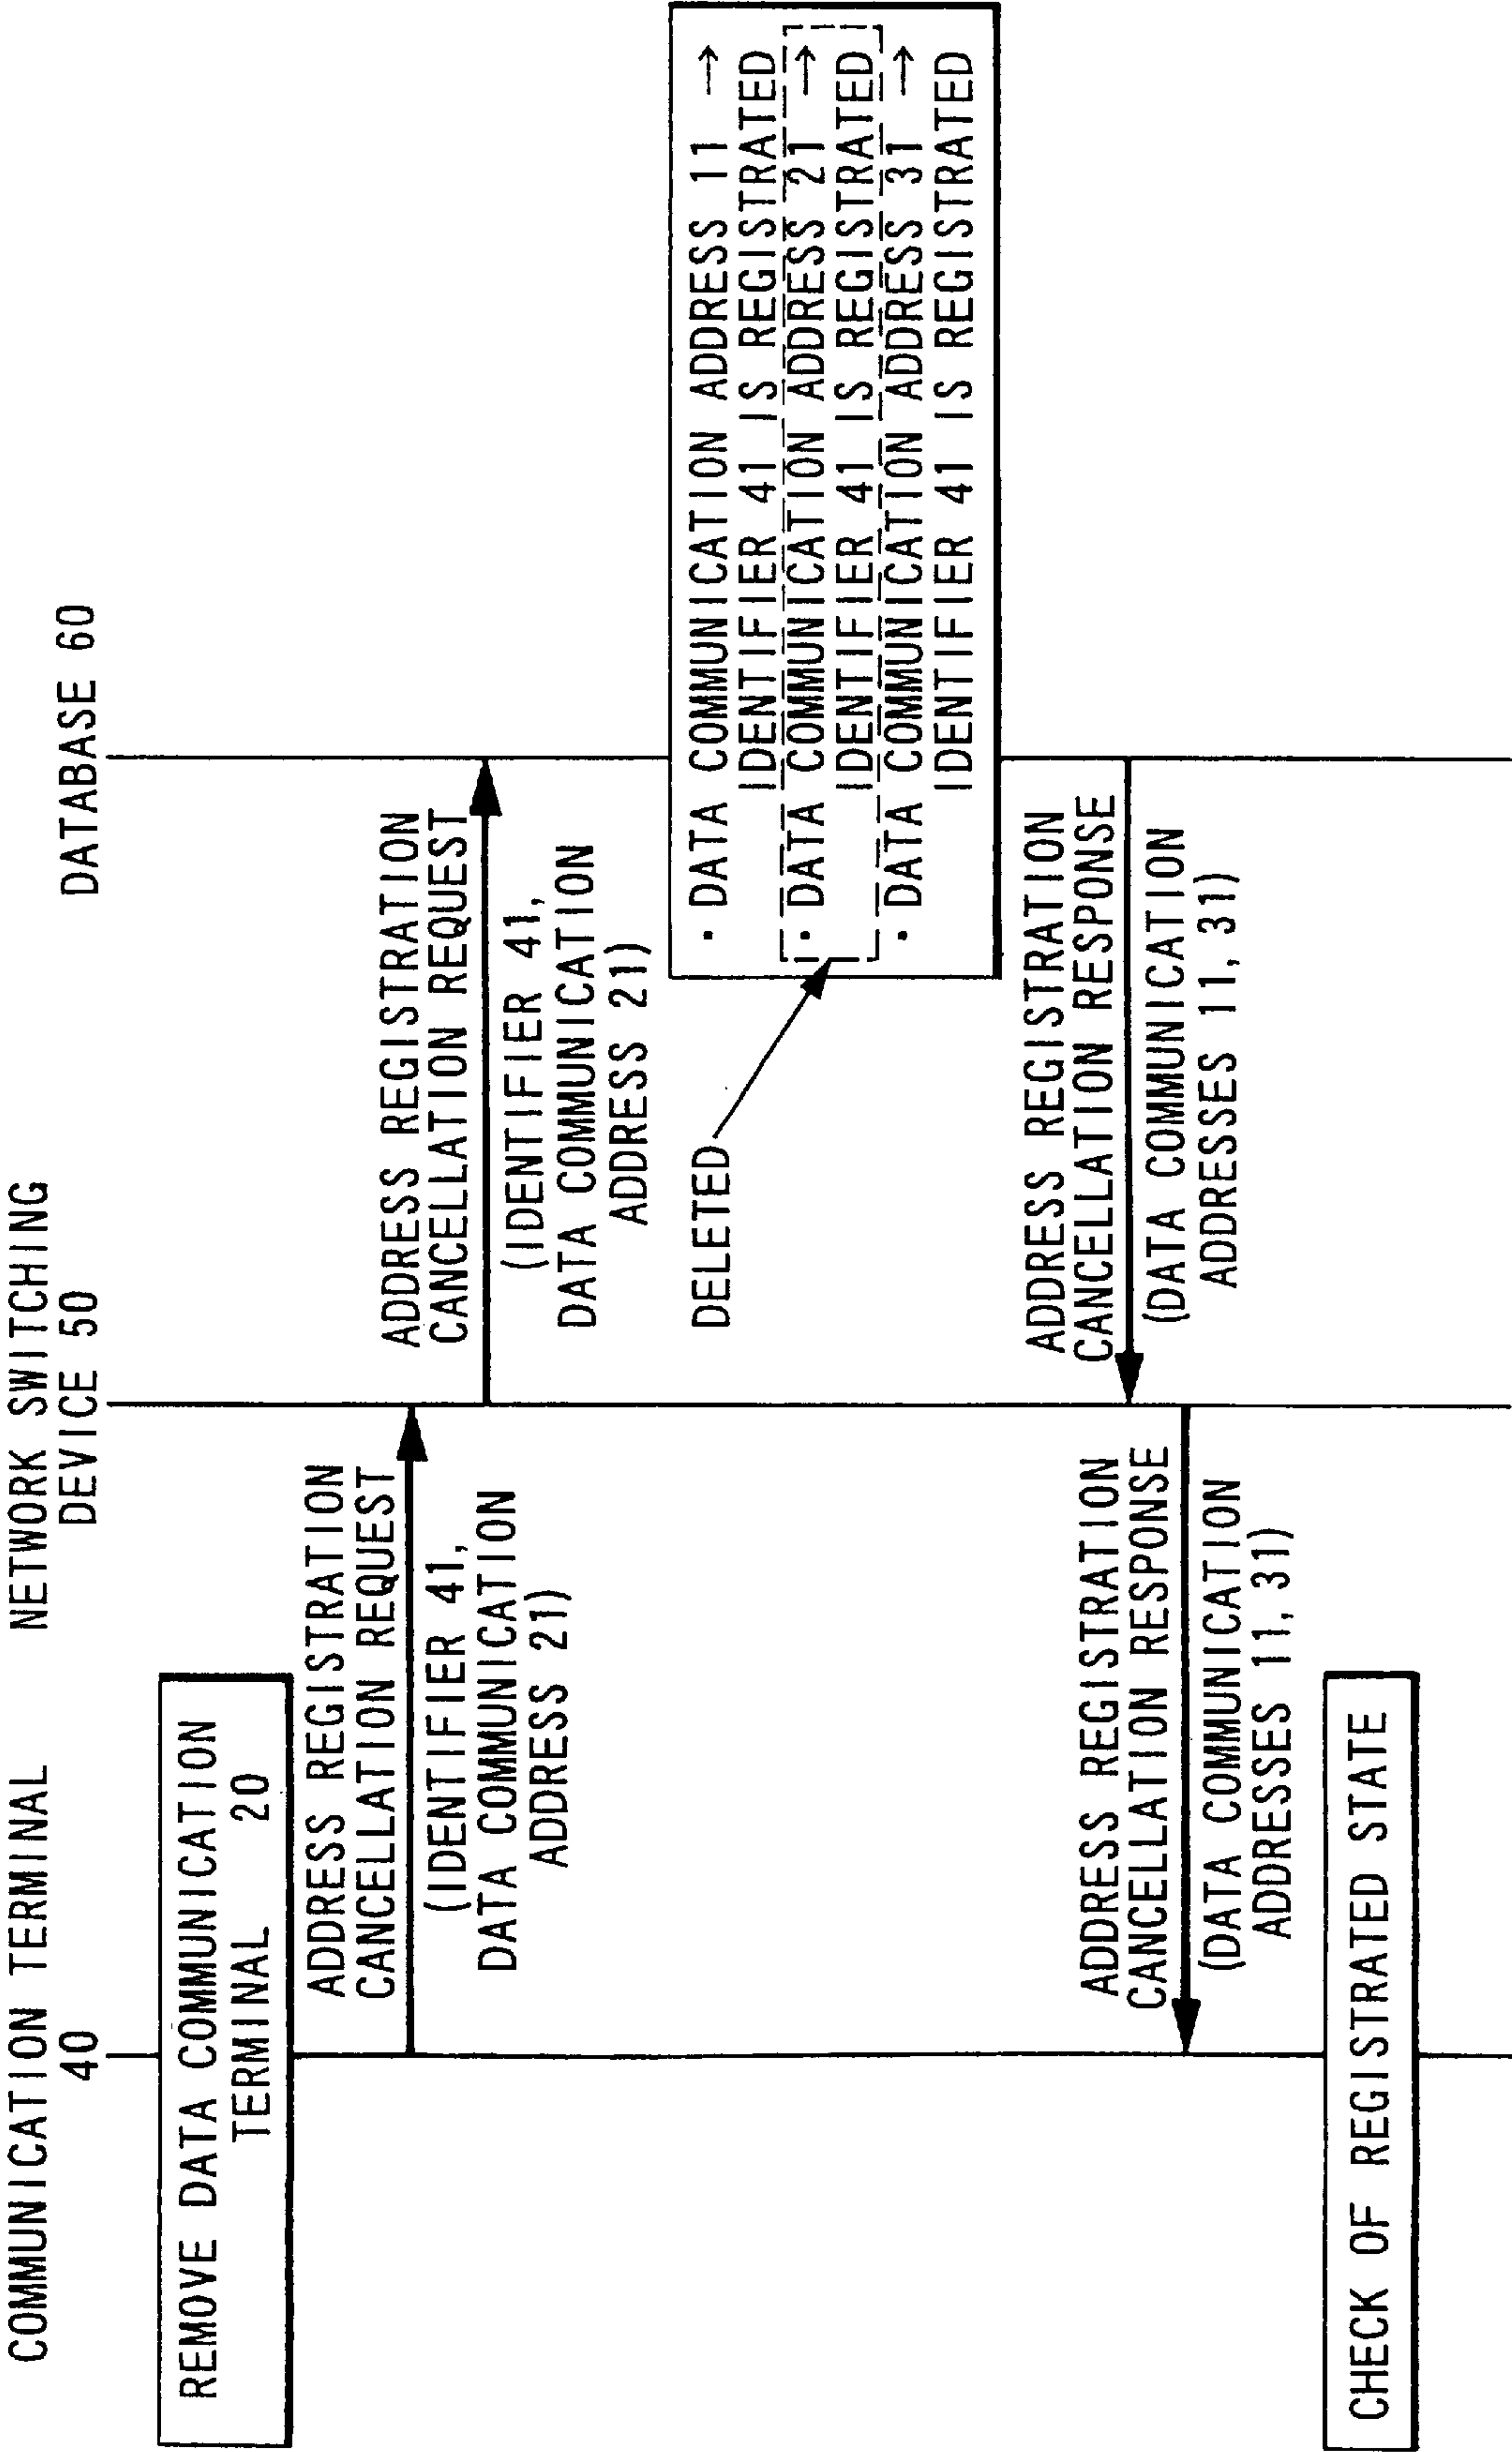 COMMUNICATION TERMINAL
40
NETWORK SWITCHING
DEVICE 50
DATABASE 60
REMOVE DATA COMMUNICATION
TERMINAL 20
ADDRESS REGISTRATION
CANCELLATION REQUEST
(IDENTIFIER 41,
DATA COMMUNICATION
ADDRESS 21)
ADDRESS REGISTRATION
CANCELLATION REQUEST
(IDENTIFIER 41,
DATA COMMUNICATION
ADDRESS 21)
DELETED
• DATA COMMUNICATION ADDRESS 11 →
IDENTIFIER 41 IS REGISTRATED
• DATA COMMUNICATION ADDRESS 21 →
IDENTIFIER 41 IS REGISTRATED
• DATA COMMUNICATION ADDRESS 31 →
IDENTIFIER 41 IS REGISTRATED
ADDRESS REGISTRATION
CANCELLATION RESPONSE
(DATA COMMUNICATION
ADDRESSES 11,31)
ADDRESS REGISTRATION
CANCELLATION RESPONSE
(DATA COMMUNICATION
ADDRESSES 11,31)
CHECK OF REGISTRATED STATE